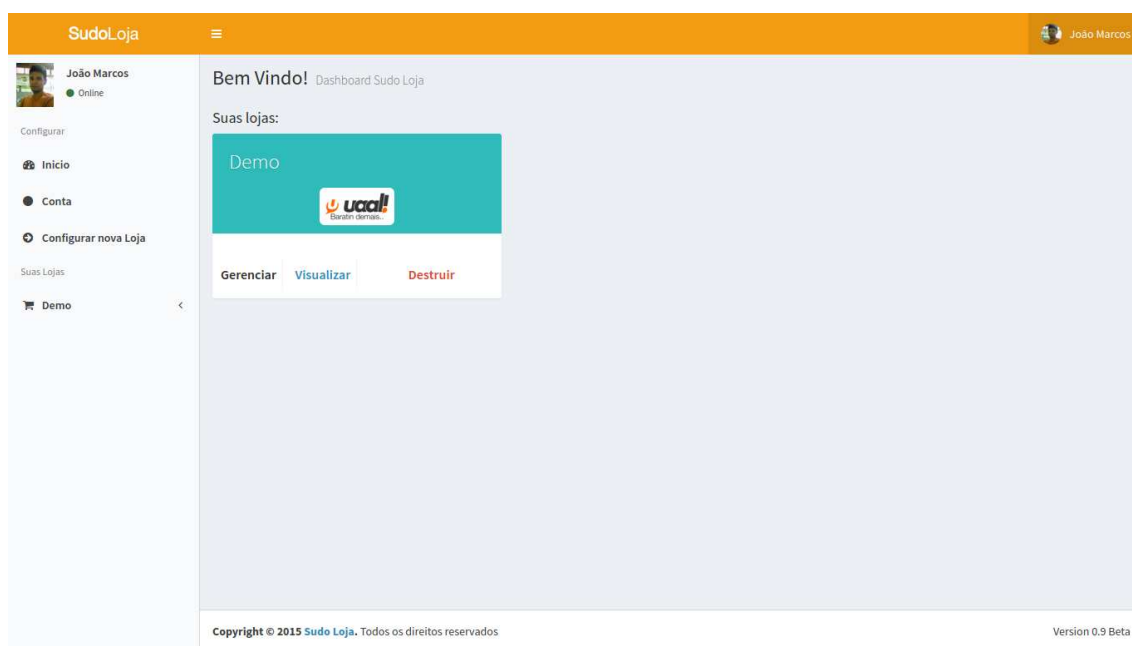 SudoLoja
João Marcos
João Marcos
Online
Configurar
Inicio
Conta
Configurar nova Loja
Suas Lojas
Demo
Bem Vindo! Dashboard Sudo Loja
Suas lojas:
Demo
uaal!
Baratin demais..
Gerenciar Visualizar Destruir
Copyright © 2015 Sudo Loja. Todos os direitos reservados
Version 0.9 Beta